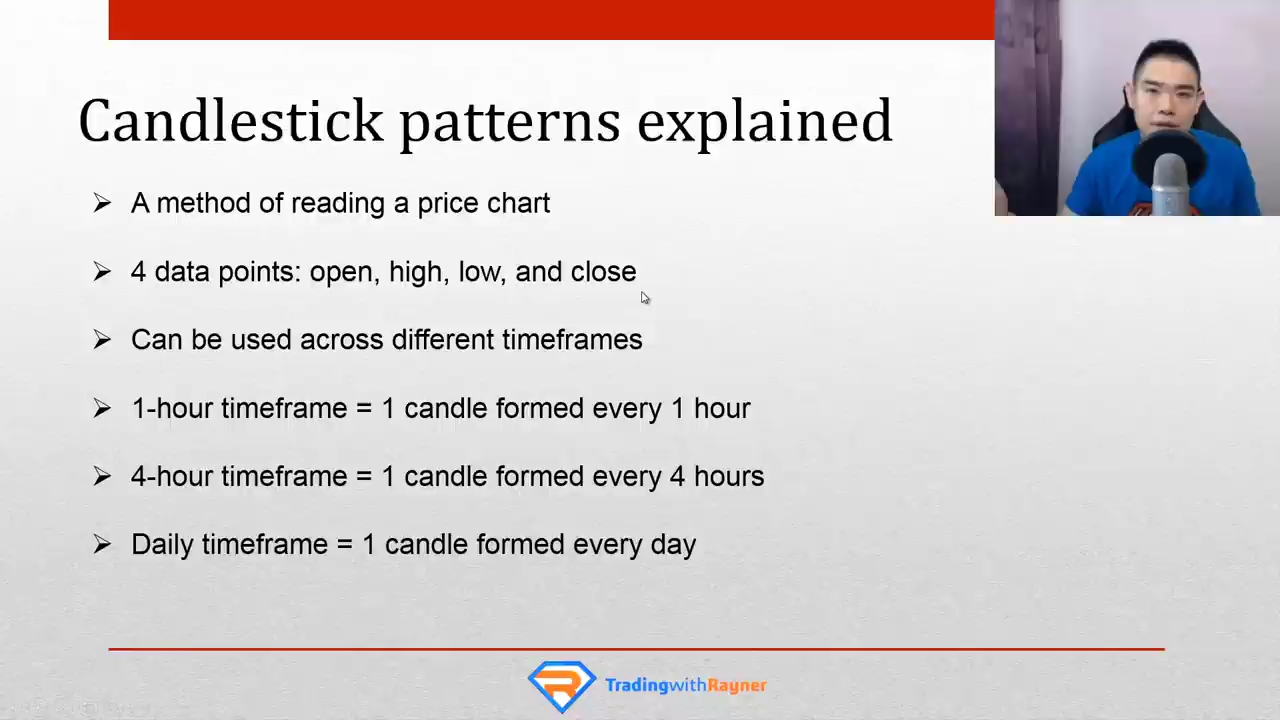 Candlestick patterns explained
A method of reading a price chart
4 data points: open, high, low, and close
Can be used across different timeframes
1-hour timeframe = 1 candle formed every 1 hour
4-hour timeframe = 1 candle formed every 4 hours
Daily timeframe = 1 candle formed every day
TradingwithRayner